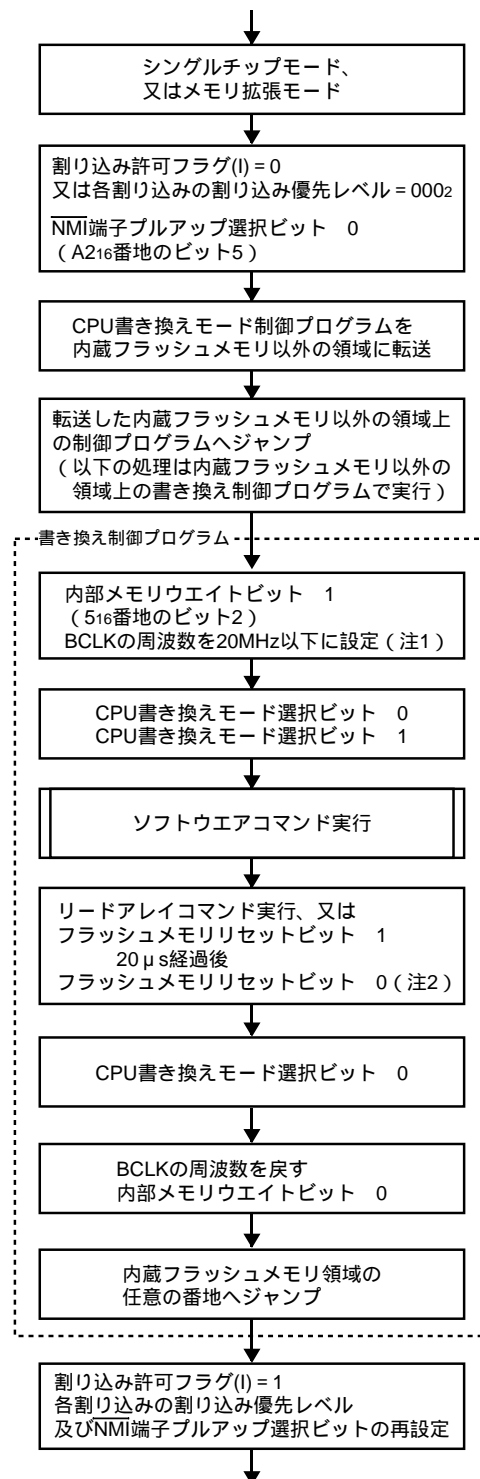 シングルチップモード、
又はメモリ拡張モード
割り込み許可フラグ(I) = 0
又は各割り込みの割り込み優先レベル = 0002
NMI端子プルアップ選択ビット　0
（A216番地のビット5）
CPU書き換えモード制御プログラムを
内蔵フラッシュメモリ以外の領域に転送
転送した内蔵フラッシュメモリ以外の領域上
の制御プログラムへジャンプ
（以下の処理は内蔵フラッシュメモリ以外の
領域上の書き換え制御プログラムで実行）
書き換え制御プログラム
内部メモリウエイトビット　1
（516番地のビット2）
BCLKの周波数を20MHz以下に設定（注1）
CPU書き換えモード選択ビット　0
CPU書き換えモード選択ビット　1
ソフトウエアコマンド実行
リードアレイコマンド実行、又は
フラッシュメモリリセットビット　1
20μs経過後
フラッシュメモリリセットビット　0（注2）
CPU書き換えモード選択ビット　0
BCLKの周波数を戻す
内部メモリウエイトビット　0
内蔵フラッシュメモリ領域の
任意の番地へジャンプ
割り込み許可フラグ(I) = 1
各割り込みの割り込み優先レベル
及びNMI端子プルアップ選択ビットの再設定